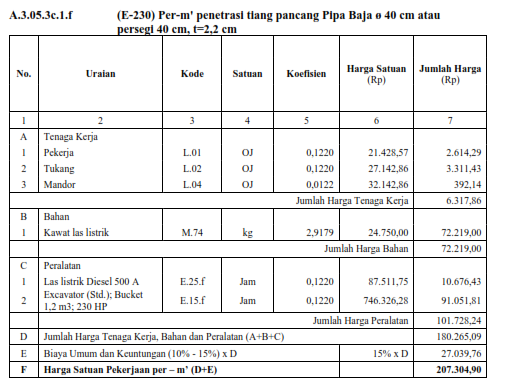 A.3.05.3c.1.f (E-230) Per-m' penetrasi tiang pancang Pipa Baja ø 40 cm atau
persegi 40 cm, t=2,2 cm
No. Uraian Kode Satuan Koefisien Harga Satuan (Rp) Jumlah Harga (Rp)
1 2 3 4 5 6 7
A Tenaga Kerja
1 Pekerja L.01 OJ 0,1220 21.428,57 2.614,29
2 Tukang L.02 OJ 0,1220 27.142,86 3.311,43
3 Mandor L.04 OJ 0,0122 32.142,86 392,14
Jumlah Harga Tenaga Kerja 6.317,86
B Bahan
1 Kawat las listrik M.74 kg 2,9179 24.750,00 72.219,00
Jumlah Harga Bahan 72.219,00
C Peralatan
1 Las listrik Diesel 500 A E.25.f Jam 0,1220 87.511,75 10.676,43
2 Excavator (Std.); Bucket 1,2 m3; 230 HP E.15.f Jam 0,1220 746.326,28 91.051,81
Jumlah Harga Peralatan 101.728,24
D Jumlah Harga Tenaga Kerja, Bahan dan Peralatan (A+B+C) 180.265,09
E Biaya Umum dan Keuntungan (10% - 15%) x D 15% x D 27.039,76
F Harga Satuan Pekerjaan per – m' (D+E) 207.304,90